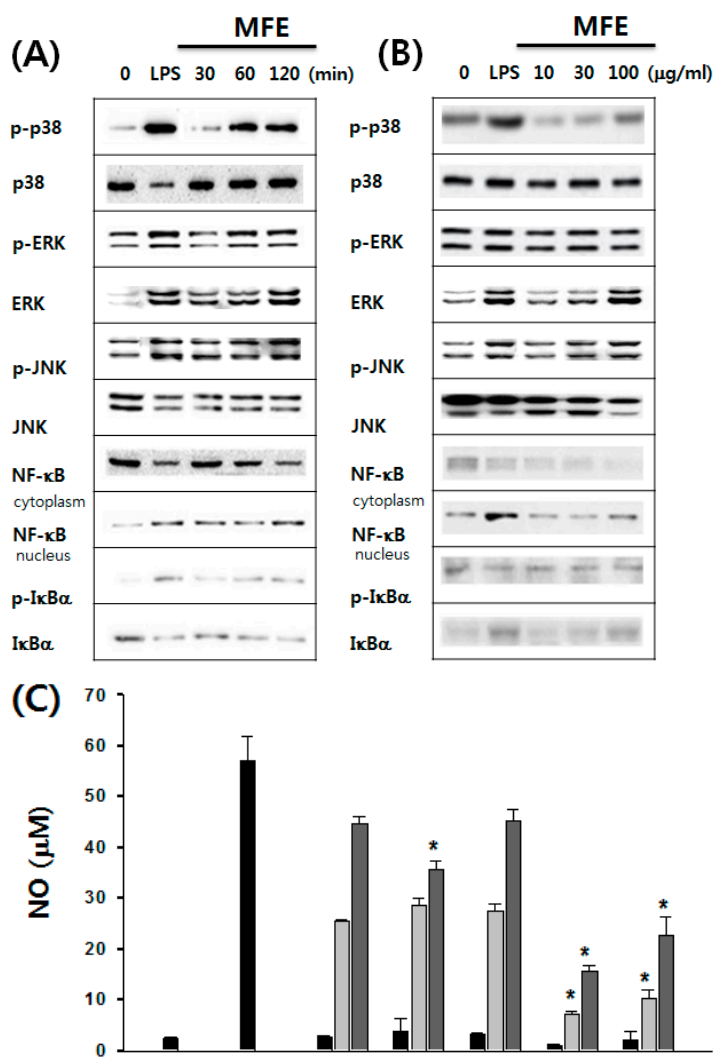 (A)
MFE
0 LPS 30 60 120 (min)
p-p38
p38
p-ERK
ERK
p-JNK
JNK
NF-κB
cytoplasm
NF-κB
nucleus
p-IκBα
IκBα
(B)
MFE
0 LPS 10 30 100 (μg/ml)
p-p38
p38
p-ERK
ERK
p-JNK
JNK
NF-κB
cytoplasm
NF-κB
nucleus
p-IκBα
IκBα
(C)
NO (μM)
70
60
50
40
30
20
10
0
*
*
*
*
*